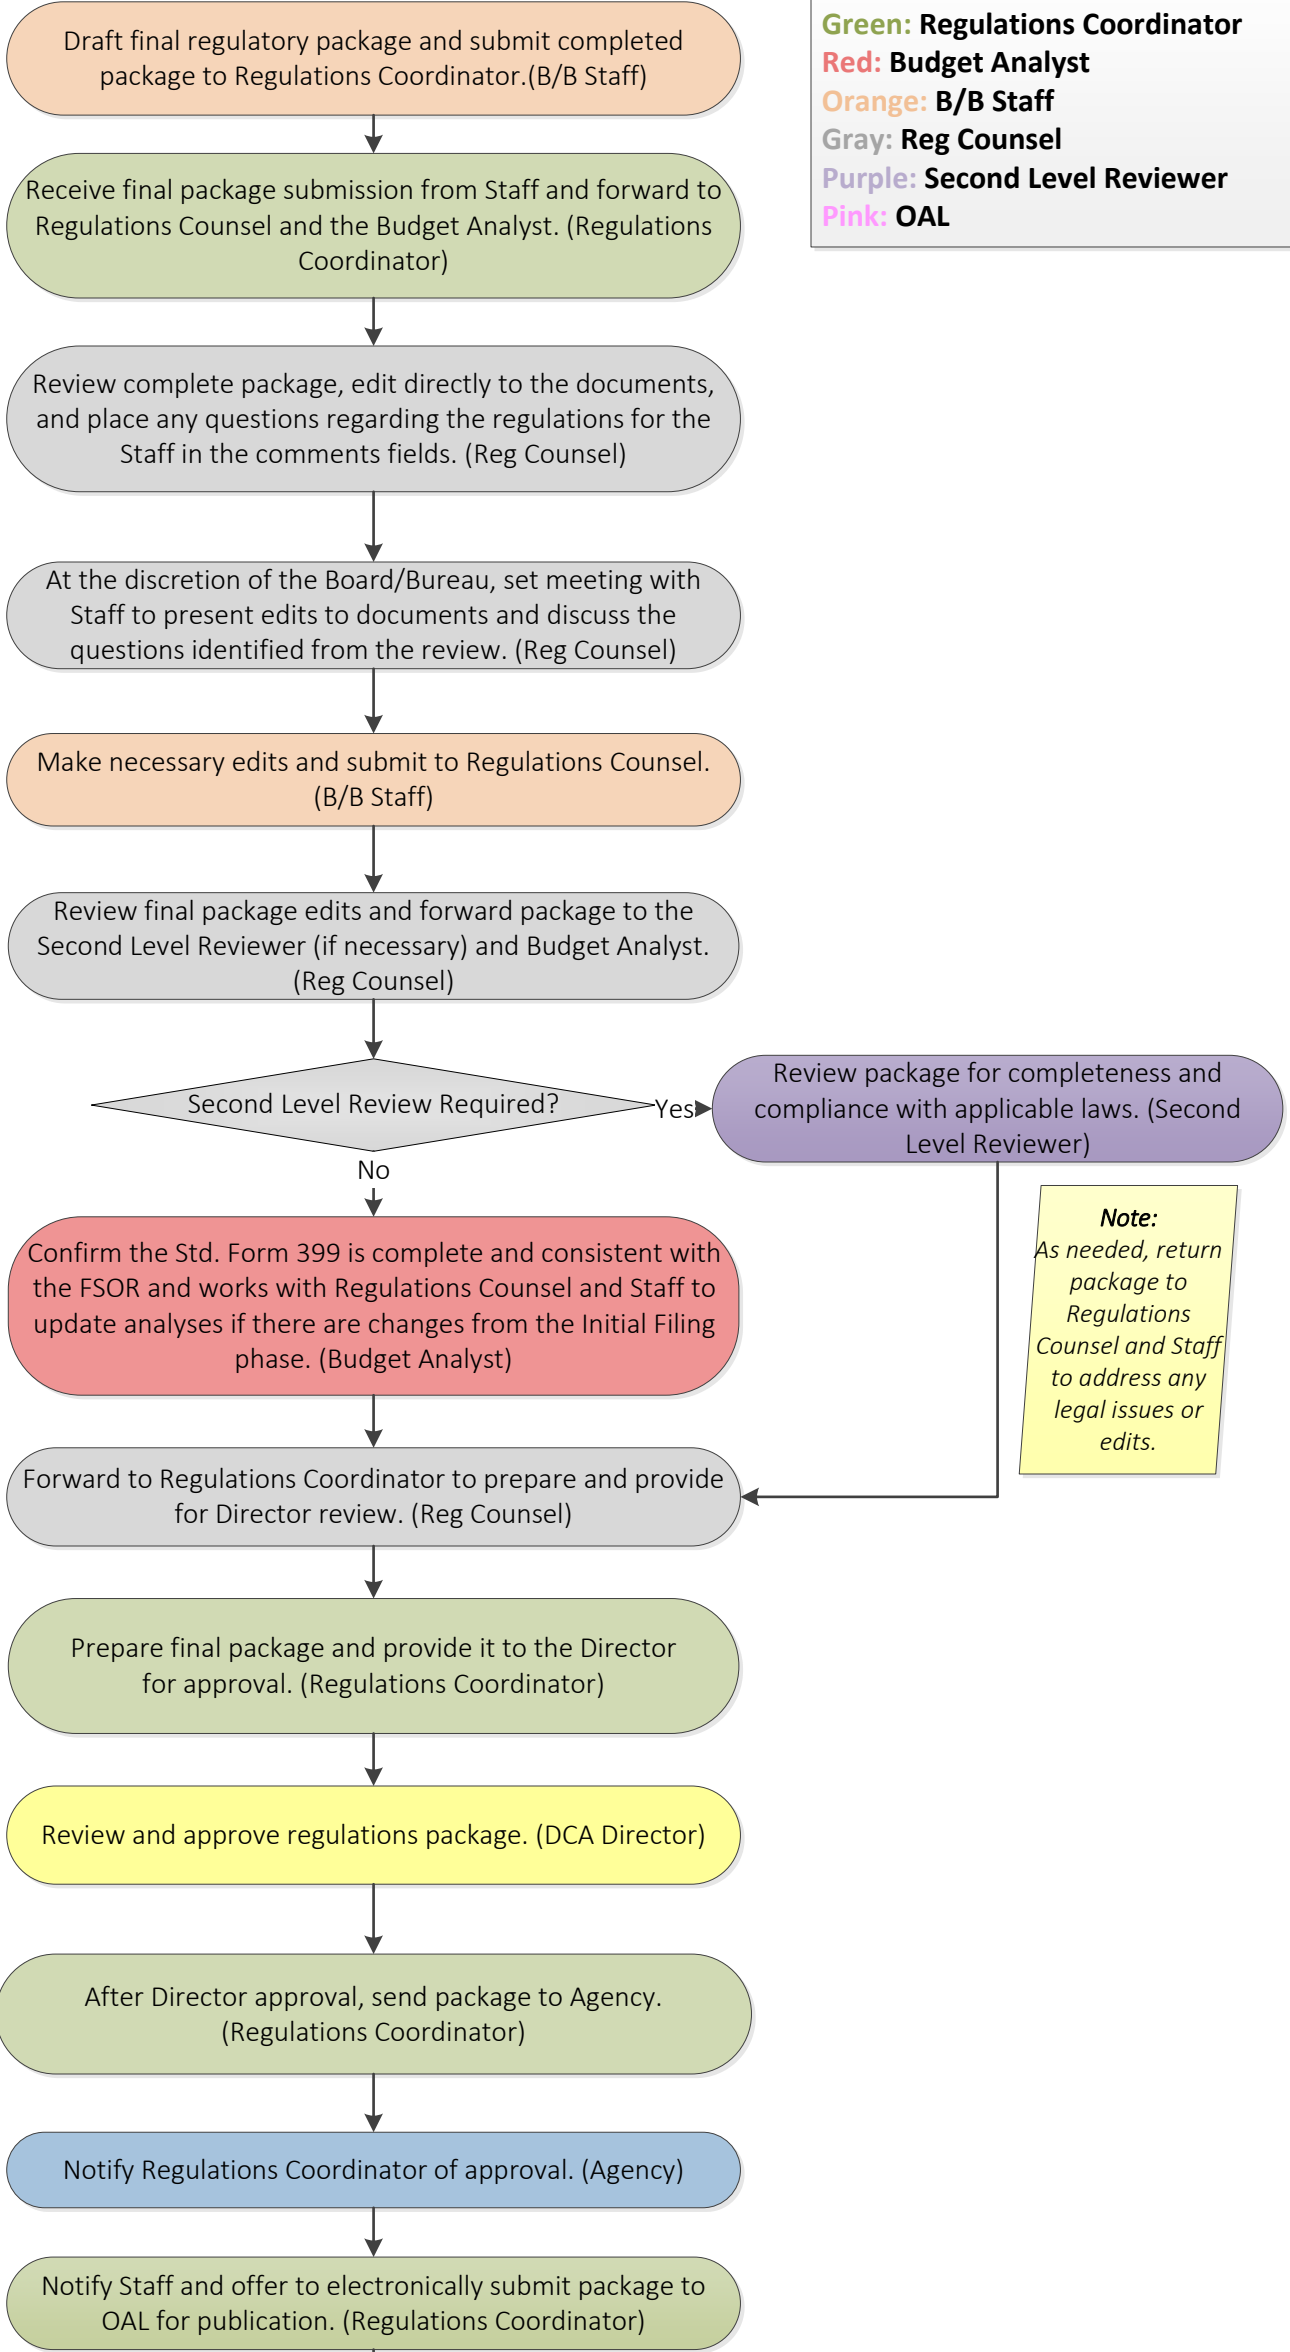 Draft final regulatory package and submit completed
package to Regulations Coordinator.(B/B Staff)
Green: Regulations Coordinator
Red: Budget Analyst
Orange: B/B Staff
Gray: Reg Counsel
Purple: Second Level Reviewer
Pink: OAL
Receive final package submission from Staff and forward to
Regulations Counsel and the Budget Analyst. (Regulations
Coordinator)
Review complete package, edit directly to the documents,
and place any questions regarding the regulations for the
Staff in the comments fields. (Reg Counsel)
At the discretion of the Board/Bureau, set meeting with
Staff to present edits to documents and discuss the
questions identified from the review. (Reg Counsel)
Make necessary edits and submit to Regulations Counsel.
(B/B Staff)
Review final package edits and forward package to the
Second Level Reviewer (if necessary) and Budget Analyst.
(Reg Counsel)
Second Level Review Required?
Yes
Review package for completeness and
compliance with applicable laws. (Second
Level Reviewer)
No
Note:
As needed, return
package to
Regulations
Counsel and Staff
to address any
legal issues or
edits.
Confirm the Std. Form 399 is complete and consistent with
the FSOR and works with Regulations Counsel and Staff to
update analyses if there are changes from the Initial Filing
phase. (Budget Analyst)
Forward to Regulations Coordinator to prepare and provide
for Director review. (Reg Counsel)
Prepare final package and provide it to the Director
for approval. (Regulations Coordinator)
Review and approve regulations package. (DCA Director)
After Director approval, send package to Agency.
(Regulations Coordinator)
Notify Regulations Coordinator of approval. (Agency)
Notify Staff and offer to electronically submit package to
OAL for publication. (Regulations Coordinator)